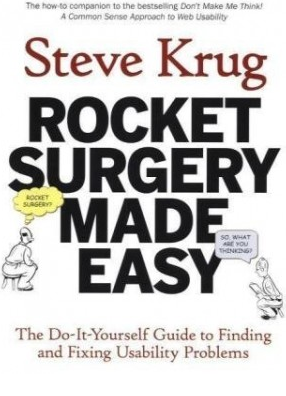 The how-to companion to the bestselling Don't Make Me Think!
A Common Sense Approach to Web Usability
Steve Krug
ROCKET
SURGERY
MADE
EASY
ROCKET
SURGERY?
SO, WHAT
ARE YOU
THINKING?
The Do-It-Yourself Guide to Finding
and Fixing Usability Problems